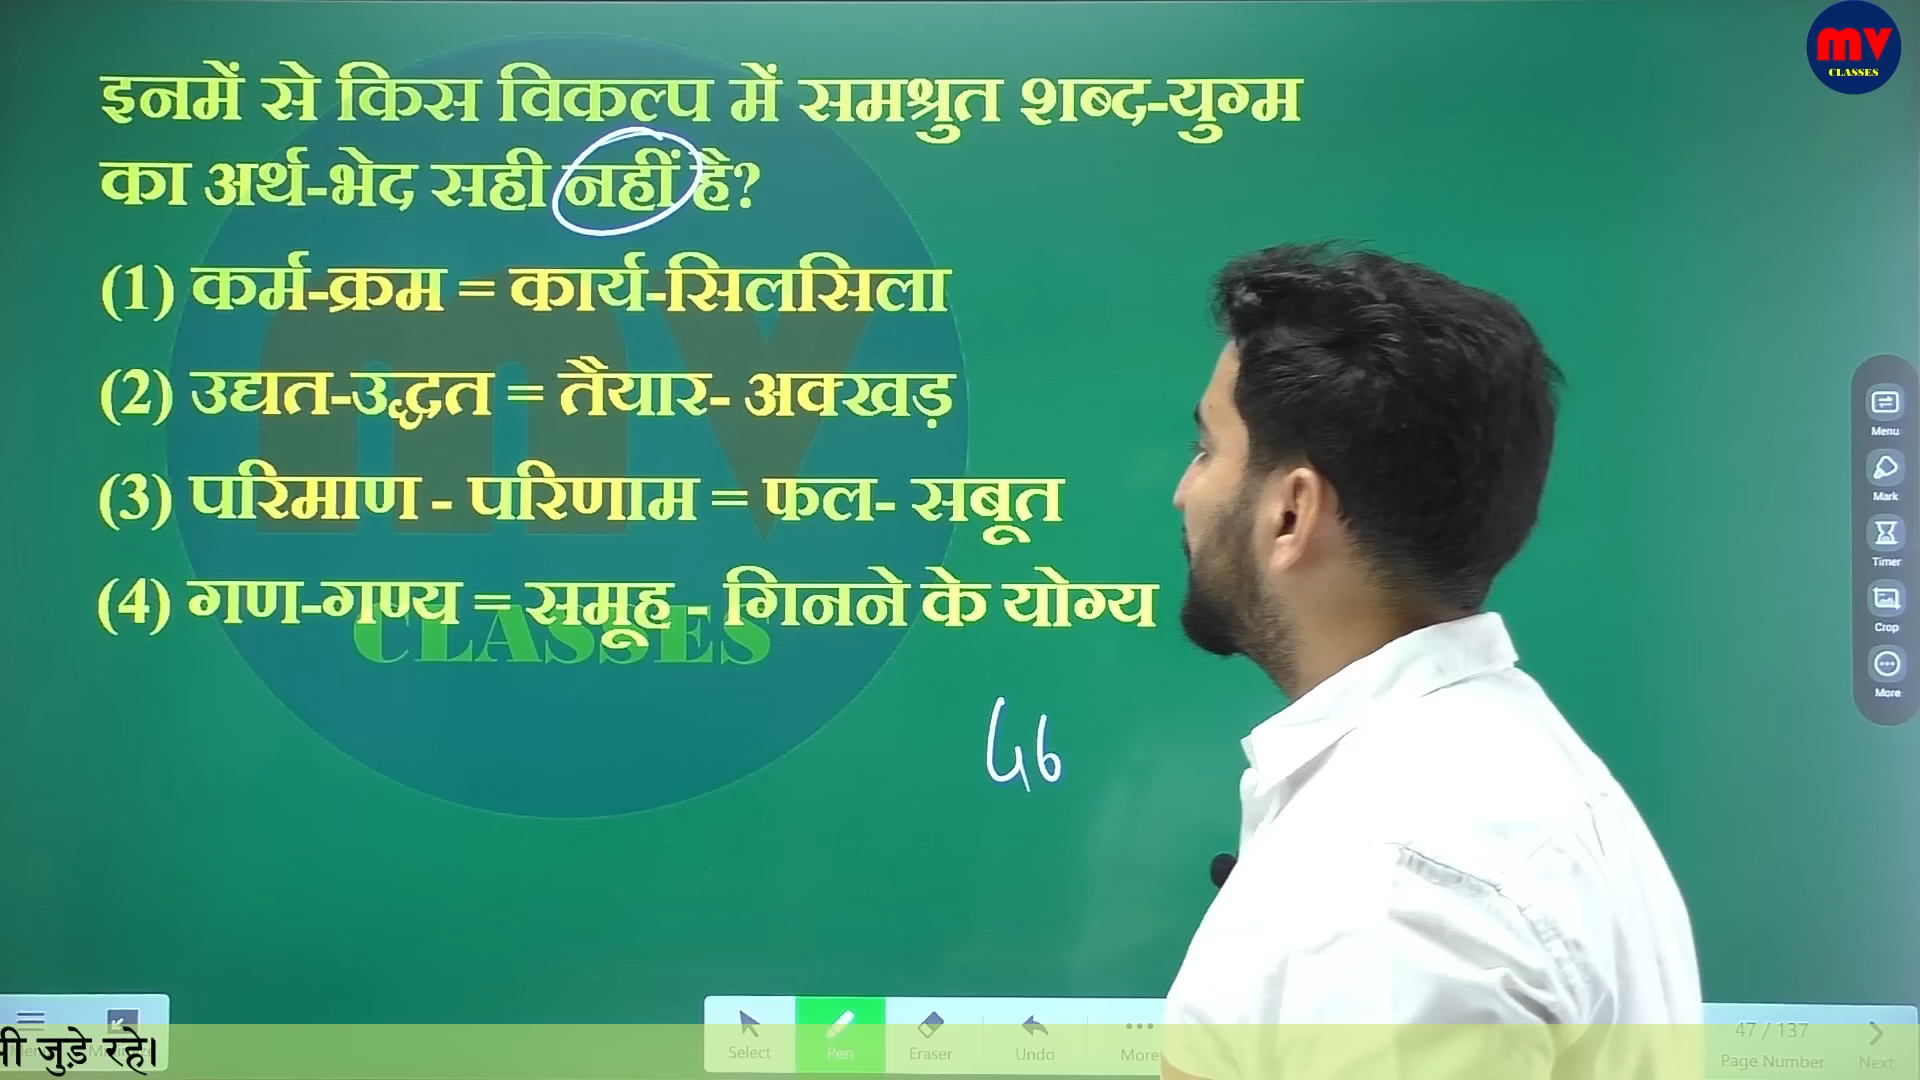 mv
CLASSES
इनमें से किस विकल्प में समश्रुत शब्द-युग्म
का अर्थ-भेद सही नहीं है?
(1) कर्म-क्रम = कार्य-सिलसिला
(2) उद्यत-उद्धत = तैयार- अक्खड़
(3) परिमाण - परिणाम = फल- सबूत
(4) गण-गण्य = समूह - गिनने के योग्य
mv
CLASSES
46
Menu
Mark
Timer
Crop
More
Select
Pen
Eraser
Undo
More
47 / 137
Page Number
Next
जुड़े रहे।